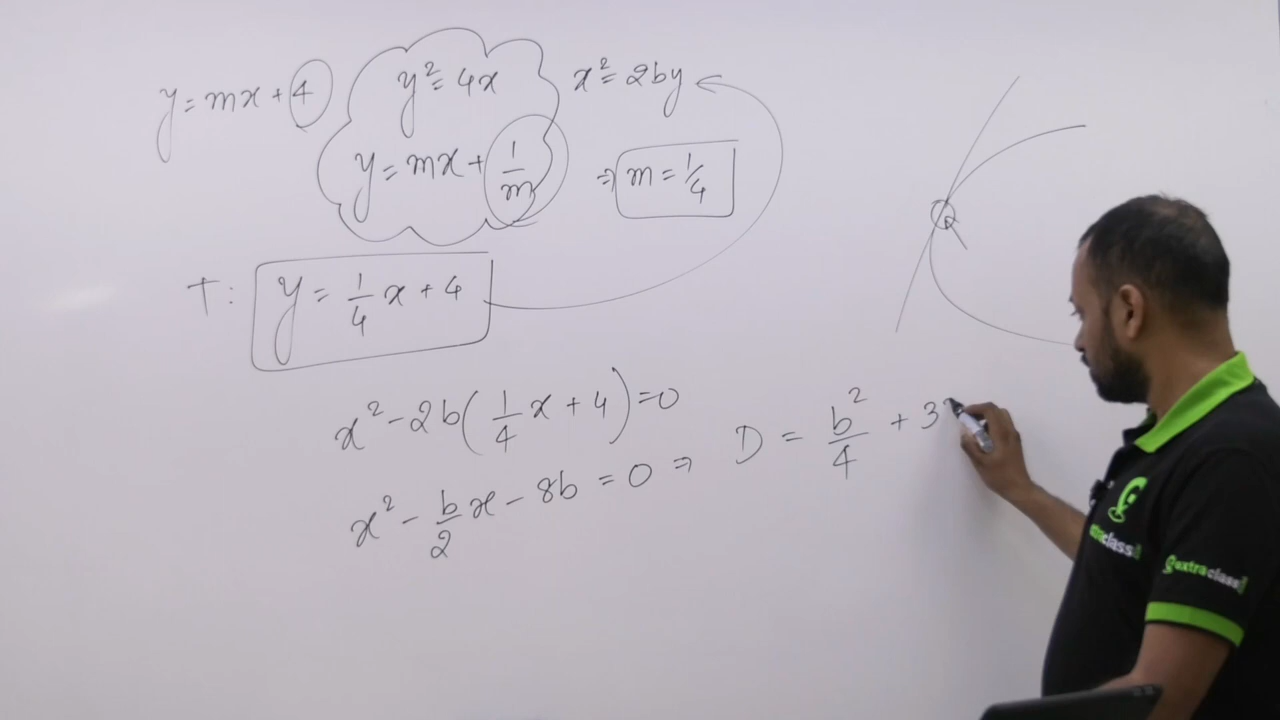 y = mx + 4
y² = 4x
x² = 2by
y = mx + 1/m
⇒ m = 1/4
T : y = 1/4 x + 4
x² - 2b( 1/4 x + 4 ) = 0
x² - b/2 x - 8b = 0 ⇒ D = b²/4 + 3
extraclass